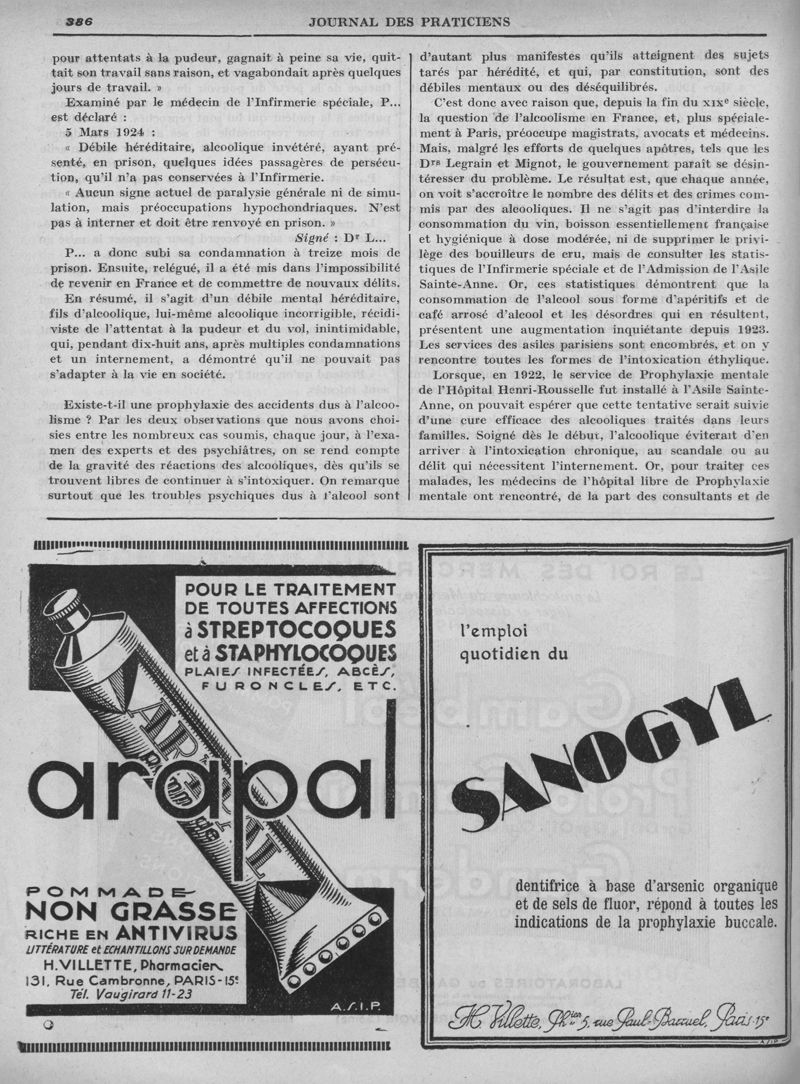 386
JOURNAL DES PRATICIENS
pour attentats à la pudeur, gagnait à peine sa vie, quit-
tait son travail sans raison, et vagabondait après quelques
jours de travail. »
Examiné par le médecin de l'Infirmerie spéciale, P...
est déclaré :
5 Mars 1924 :
« Débile héréditaire, alcoolique invétéré, ayant pré-
senté, en prison, quelques idées passagères de persécu-
tion, qu'il n'a pas conservées à l'Infirmerie.
« Aucun signe actuel de paralysie générale ni de simu-
lation, mais préoccupations hypochondriaques. N'est
pas à interner et doit être renvoyé en prison. »
Signé : Dr L...
P... a donc subi sa condamnation à treize mois de
prison. Ensuite, relégué, il a été mis dans l'impossibilité
de revenir en France et de commettre de nouveaux délits.
En résumé, il s'agit d'un débile mental héréditaire,
fils d'alcoolique, lui-même alcoolique incorrigible, récidi-
viste de l'attentat à la pudeur et du vol, inintimidable,
qui, pendant dix-huit ans, après multiples condamnations
et un internement, a démontré qu'il ne pouvait pas
s'adapter à la vie en société.
Existe-t-il une prophylaxie des accidents dus à l'alcoo-
lisme ? Par les deux observations que nous avons choi-
sies entre les nombreux cas soumis, chaque jour, à l'exa-
men des experts et des psychiâtres, on se rend compte
de la gravité des réactions des alcooliques, dès qu'ils se
trouvent libres de continuer à s'intoxiquer. On remarque
surtout que les troubles psychiques dus à l'alcool sont
d'autant plus manifestes qu'ils atteignent des sujets
tarés par hérédité, et qui, par constitution, sont des
débiles mentaux ou des déséquilibrés.
C'est donc avec raison que, depuis la fin du XIXe siècle,
la question de l'alcoolisme en France, et, plus spéciale-
ment à Paris, préoccupe magistrats, avocats et médecins.
Mais, malgré les efforts de quelques apôtres, tels que les
Drs Legrain et Mignot, le gouvernement paraît se désin-
téresser du problème. Le résultat est, que chaque année,
on voit s'accroître le nombre des délits et des crimes com-
mis par des alcooliques. Il ne s'agit pas d'interdire la
consommation du vin, boisson essentiellement française
et hygiénique à dose modérée, ni de supprimer le privi-
lège des bouilleurs de cru, mais de consulter les statis-
tiques de l'Infirmerie spéciale et de l'Admission de l'Asile
Sainte-Anne. Or, ces statistiques démontrent que la
consommation de l'alcool sous forme d'apéritifs et de
café arrosé d'alcool et les désordres qui en résultent,
présentent une augmentation inquiétante depuis 1923.
Les services des asiles parisiens sont encombrés, et on y
rencontre toutes les formes de l'intoxication éthylique.
Lorsque, en 1922, le service de Prophylaxie mentale
de l'Hôpital Henri-Rousselle fut installé à l'Asile Sainte-
Anne, on pouvait espérer que cette tentative serait suivie
d'une cure efficace des alcooliques traités dans leurs
familles. Soigné dès le début, l'alcoolique éviterait d'en
arriver à l'intoxication chronique, au scandale ou au
délit qui nécessitent l'internement. Or, pour traiter ces
malades, les médecins de l'hôpital libre de Prophylaxie
mentale ont rencontré, de la part des consultants et de
POUR LE TRAITEMENT
DE TOUTES AFFECTIONS
à STREPTOCOQUES
et à STAPHYLOCOQUES
PLAIES INFECTÉES, ABCÈS,
FURONCLES, ETC.
arapal
POMMADE
NON GRASSE
RICHE EN ANTIVIRUS
LITTÉRATURE et ECHANTILLONS SUR DEMANDE
H. VILLETTE, Pharmacien
131, Rue Cambronne, PARIS-15e
Tél. Vaugirard 11-23
A.S.I.P.
l'emploi
quotidien du
SANOGYL
dentifrice à base d'arsenic organique
et de sels de fluor, répond à toutes les
indications de la prophylaxie buccale.
H. Villette, Phien 5, rue Paul-Barruel, Paris-15e